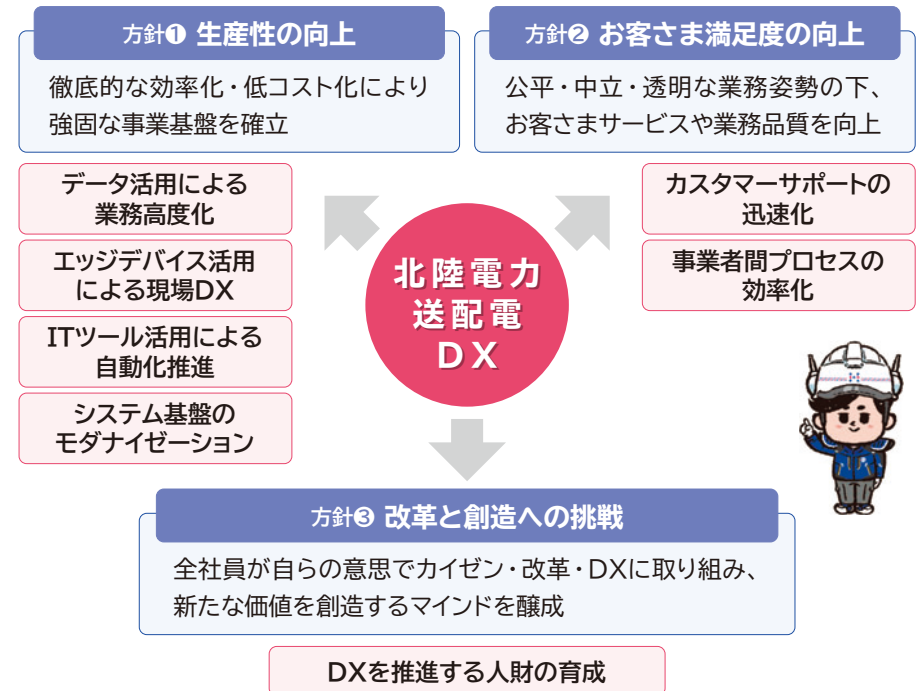 方針❶ 生産性の向上
徹底的な効率化・低コスト化により
強固な事業基盤を確立
データ活用による
業務高度化
エッジデバイス活用
による現場DX
ITツール活用による
自動化推進
システム基盤の
モダナイゼーション
方針❷ お客さま満足度の向上
公平・中立・透明な業務姿勢の下、
お客さまサービスや業務品質を向上
カスタマーサポートの
迅速化
事業者間プロセスの
効率化
北陸電力
送配電
DX
方針❸ 改革と創造への挑戦
全社員が自らの意思でカイゼン・改革・DXに取り組み、
新たな価値を創造するマインドを醸成
DXを推進する人財の育成